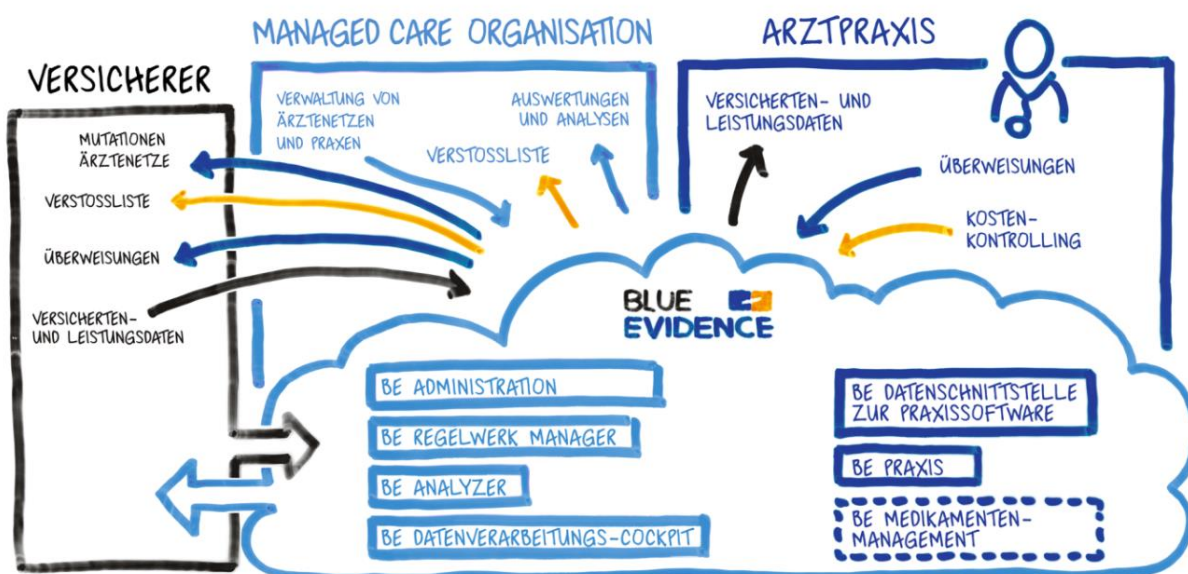 MANAGED CARE ORGANISATION
ARZTPRAXIS
VERSICHERER
MUTATIONEN
ÄRZTENETZE
VERSTOSSLISTE
ÜBERWEISUNGEN
VERSICHERTEN-
UND LEISTUNGSDATEN
VERWALTUNG VON
ÄRZTENETZEN
UND PRAXEN
VERSTOSSLISTE
AUSWERTUNGEN
UND ANALYSEN
VERSICHERTEN- UND
LEISTUNGSDATEN
ÜBERWEISUNGEN
KOSTEN-
KONTROLLING
BLUE
EVIDENCE
BE ADMINISTRATION
BE REGELWERK MANAGER
BE ANALYZER
BE DATENVERARBEITUNGS-COCKPIT
BE DATENSCHNITTSTELLE
ZUR PRAXISSOFTWARE
BE PRAXIS
BE MEDIKAMENTEN-
MANAGEMENT